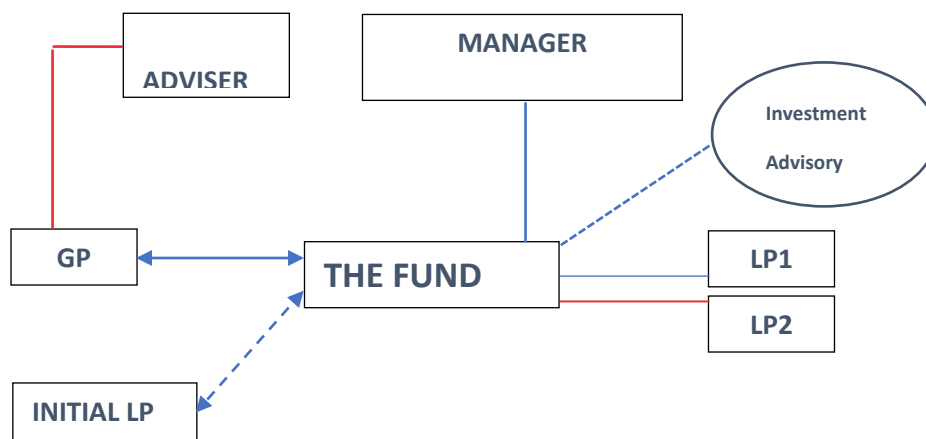 MANAGER
ADVISER
Investment
Advisory
GP
THE FUND
LP1
LP2
INITIAL LP